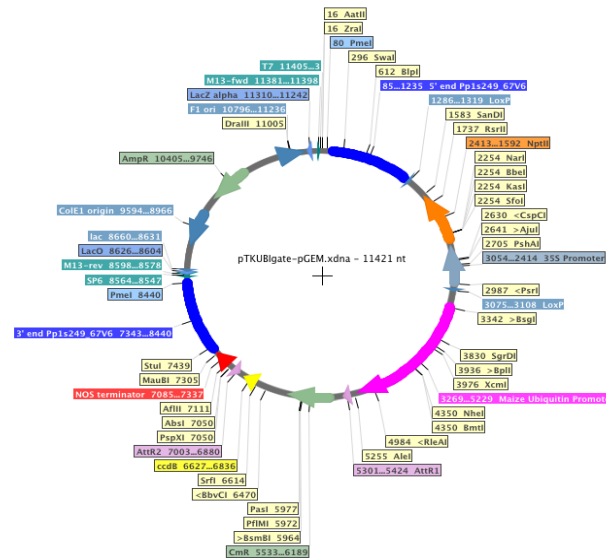 16 AatII
16 ZraI
80 PmeI
296 SwaI
612 BlpI
85...1235 5' end Pp1s249_67V6
1286...1319 LoxP
1583 SanDI
1737 RsrII
2413...1592 NptII
2254 NarI
2254 BbeI
2254 KasI
2254 SfoI
2630 <CspCI
2641 >AjuI
2705 PshAI
3054...2414 35S Promoter
2987 <PsrI
3075...3108 LoxP
3342 >BsgI
3830 SgrDI
3936 >BplI
3976 XcmI
3269...5229 Maize Ubiquitin Promot
4350 NheI
4350 BmtI
4984 <RleAI
5255 AleI
5301...5424 AttR1
pTKUBIgate-pGEM.xdna - 11421 nt
T7 11405...3
M13-fwd 11381...11398
LacZ alpha 11310...11242
F1 ori 10796...11236
DraIII 11005
AmpR 10405...9746
ColE1 origin 9594...8966
lac 8660...8631
LacO 8626...8604
M13-rev 8598...8578
SP6 8564...8547
PmeI 8440
3' end Pp1s249_67V6 7343...8440
StuI 7439
MauBI 7305
NOS terminator 7085...7337
AflII 7111
AbsI 7050
PspXI 7050
AttR2 7003...6880
ccdB 6627...6836
SrfI 6614
<BbvCI 6470
PasI 5977
PflMI 5972
>BsmBI 5964
CmR 5533...6189